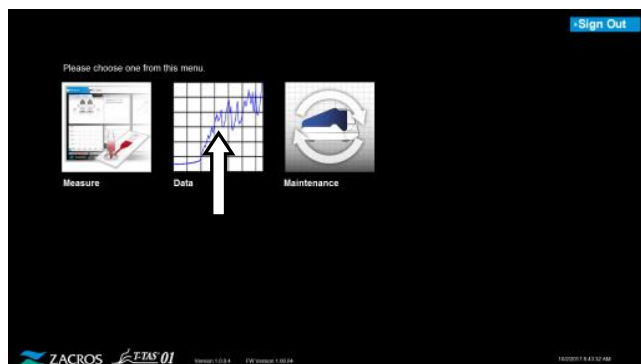 Sign Out
Please choose one from this menu.
Measure
Data
Maintenance
ZACROS T-TAS 01